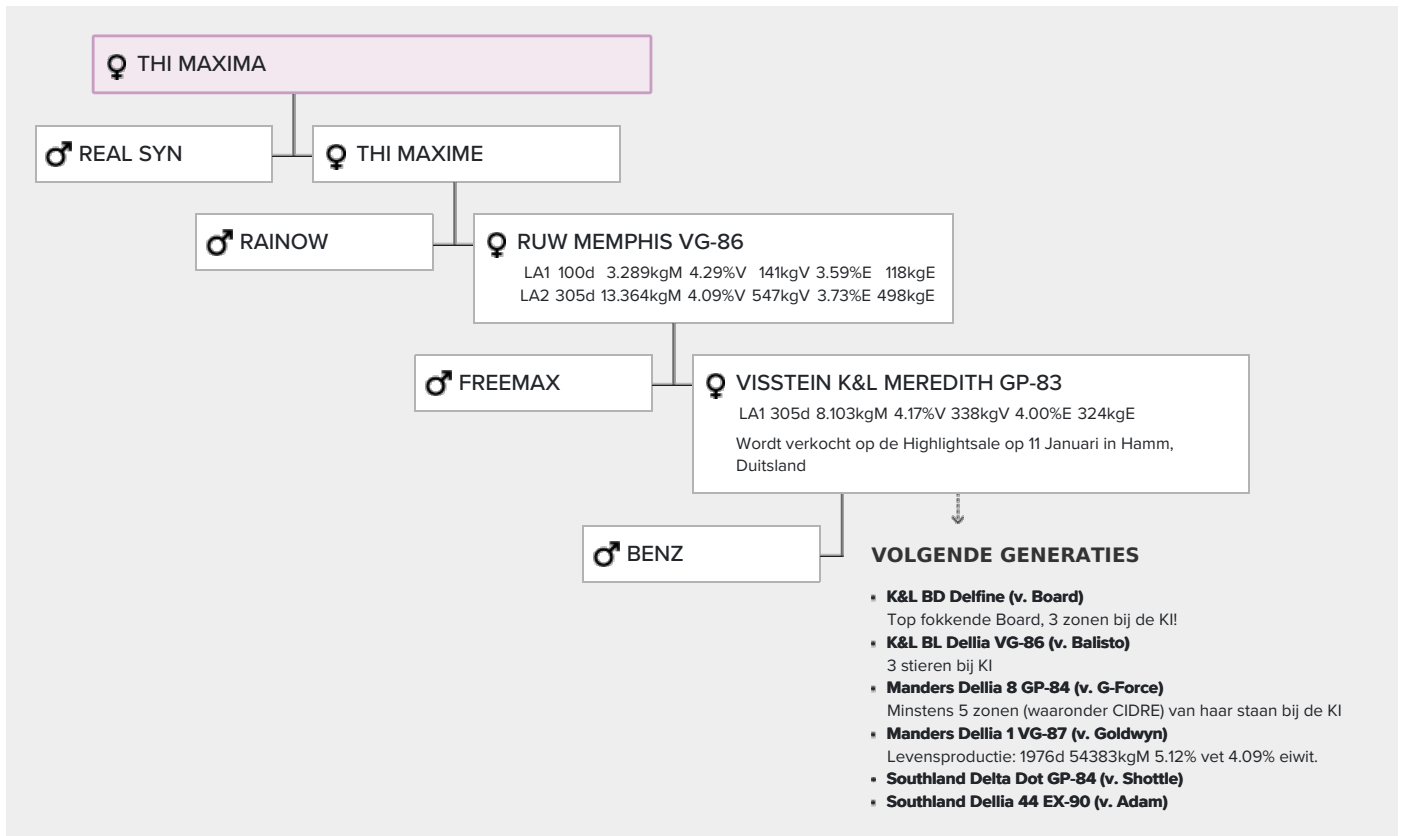 THI MAXIMA
REAL SYN
THI MAXIME
RAINOW
RUW MEMPHIS VG-86
LA1 100d 3.289kgM 4.29%V 141kgV 3.59%E 118kgE
LA2 305d 13.364kgM 4.09%V 547kgV 3.73%E 498kgE
FREEMAX
VISSTEIN K&L MEREDITH GP-83
LA1 305d 8.103kgM 4.17%V 338kgV 4.00%E 324kgE
Wordt verkocht op de Highlightsale op 11 Januari in Hamm,
Duitsland
BENZ
VOLGENDE GENERATIES
K&L BD Delfine (v. Board)
Top fokkende Board, 3 zonen bij de KI!
K&L BL Dellia VG-86 (v. Balisto)
3 stieren bij KI
Manders Dellia 8 GP-84 (v. G-Force)
Minstens 5 zonen (waaronder CIDRE) van haar staan bij de KI
Manders Dellia 1 VG-87 (v. Goldwyn)
Levensproductie: 1976d 54383kgM 5.12% vet 4.09% eiwit.
Southland Delta Dot GP-84 (v. Shottle)
Southland Dellia 44 EX-90 (v. Adam)